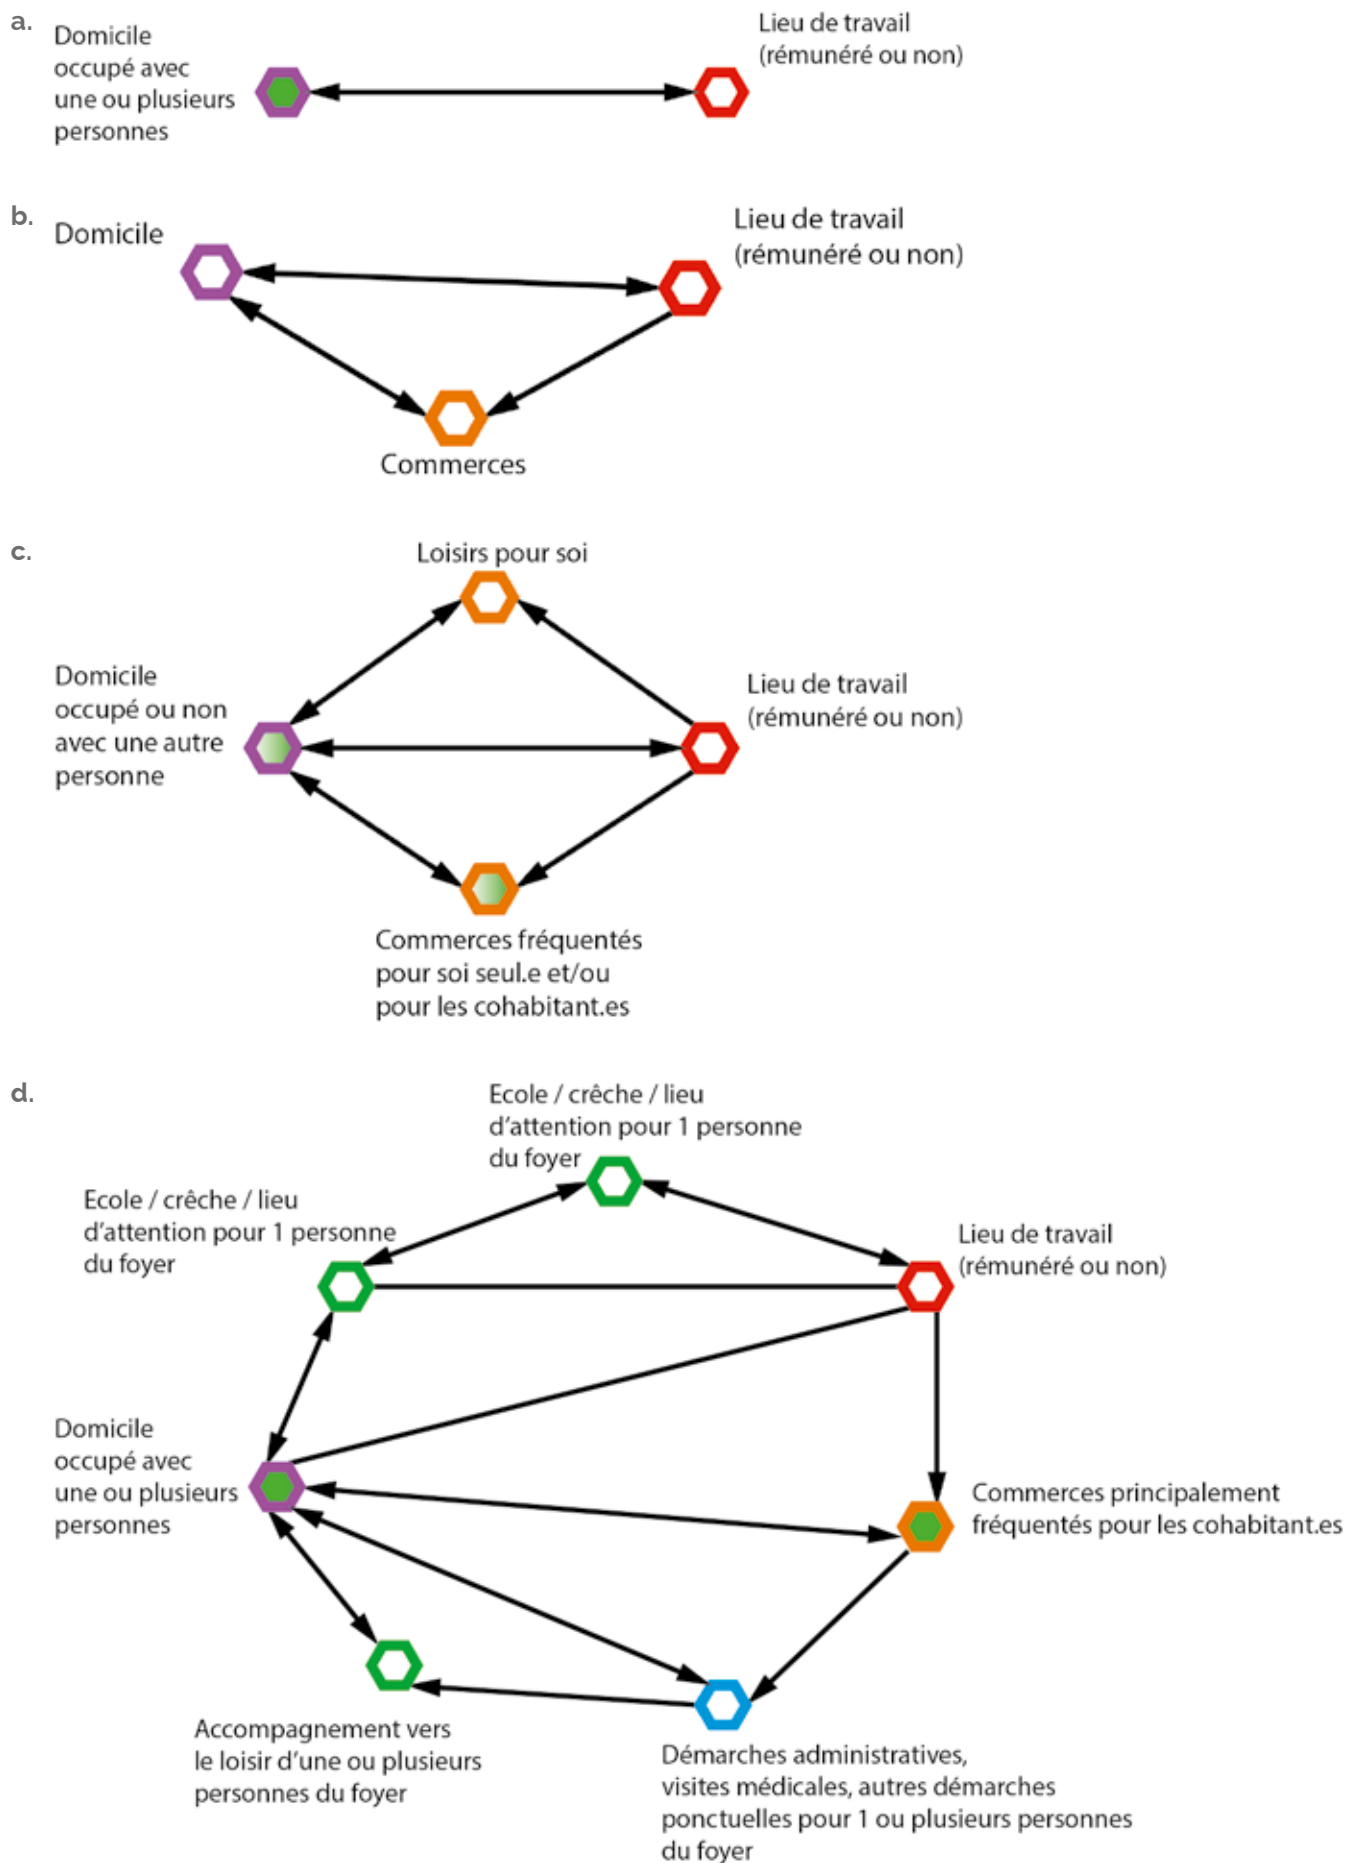 a.
Domicile
occupé avec
une ou plusieurs
personnes
Lieu de travail
(rémunéré ou non)
b.
Domicile
Lieu de travail
(rémunéré ou non)
Commerces
c.
Loisirs pour soi
Domicile
occupé ou non
avec une autre
personne
Lieu de travail
(rémunéré ou non)
Commerces fréquentés
pour soi seul.e et/ou
pour les cohabitant.es
d.
Ecole / crêche / lieu
d'attention pour 1 personne
du foyer
Ecole / crêche / lieu
d'attention pour 1 personne
du foyer
Lieu de travail
(rémunéré ou non)
Domicile
occupé avec
une ou plusieurs
personnes
Commerces principalement
fréquentés pour les cohabitant.es
Accompagnement vers
le loisir d'une ou plusieurs
personnes du foyer
Démarches administratives,
visites médicales, autres démarches
ponctuelles pour 1 ou plusieurs personnes
du foyer